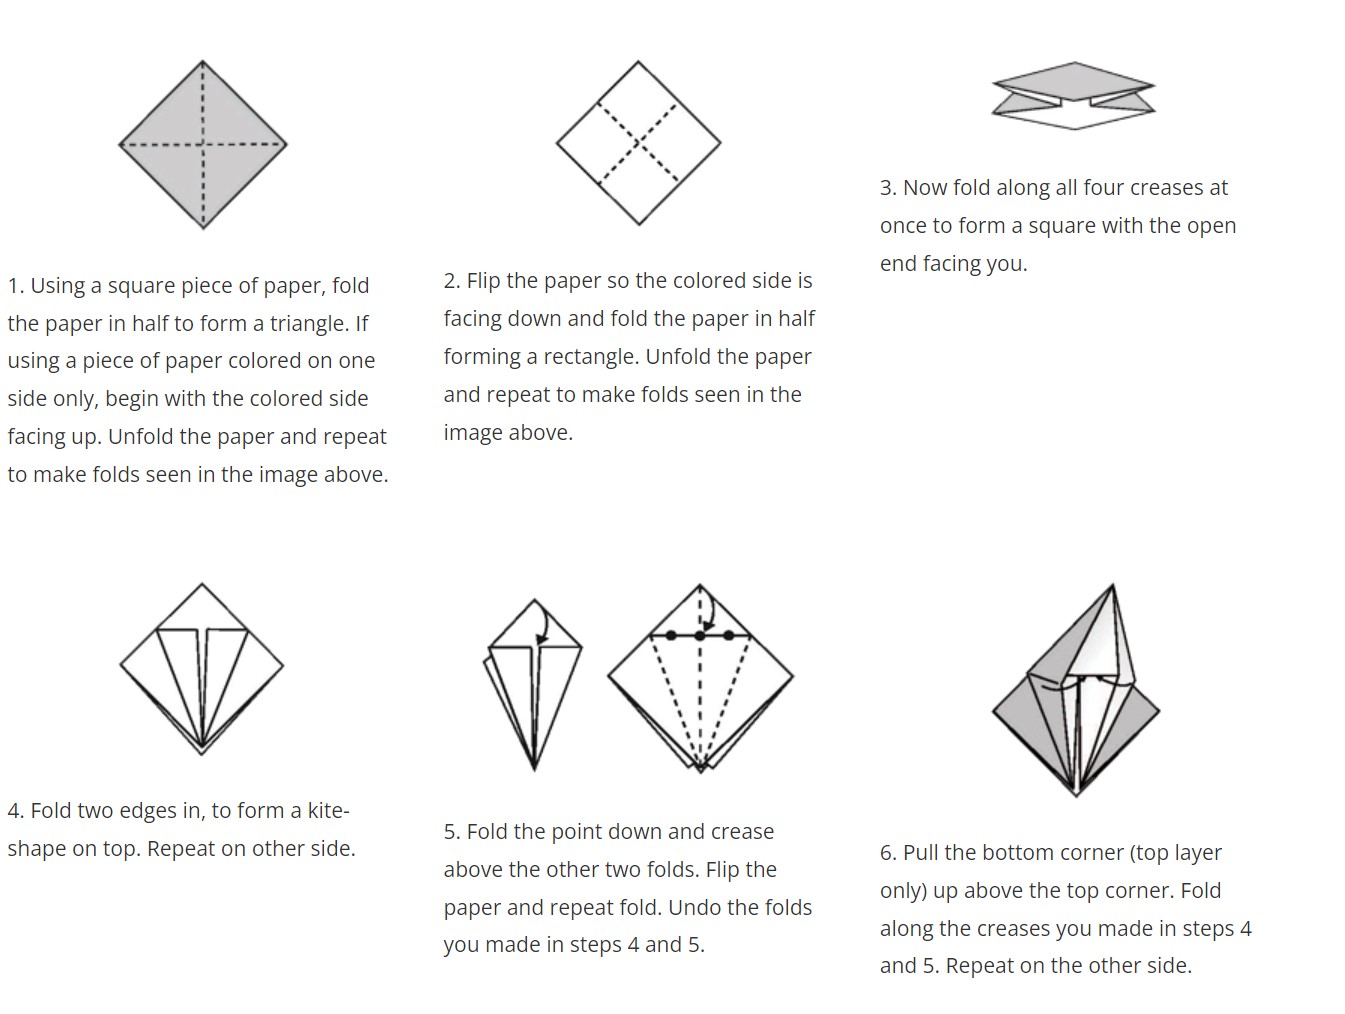 1. Using a square piece of paper, fold
the paper in half to form a triangle. If
using a piece of paper colored on one
side only, begin with the colored side
facing up. Unfold the paper and repeat
to make folds seen in the image above.
2. Flip the paper so the colored side is
facing down and fold the paper in half
forming a rectangle. Unfold the paper
and repeat to make folds seen in the
image above.
3. Now fold along all four creases at
once to form a square with the open
end facing you.
4. Fold two edges in, to form a kite-
shape on top. Repeat on other side.
5. Fold the point down and crease
above the other two folds. Flip the
paper and repeat fold. Undo the folds
you made in steps 4 and 5.
6. Pull the bottom corner (top layer
only) up above the top corner. Fold
along the creases you made in steps 4
and 5. Repeat on the other side.